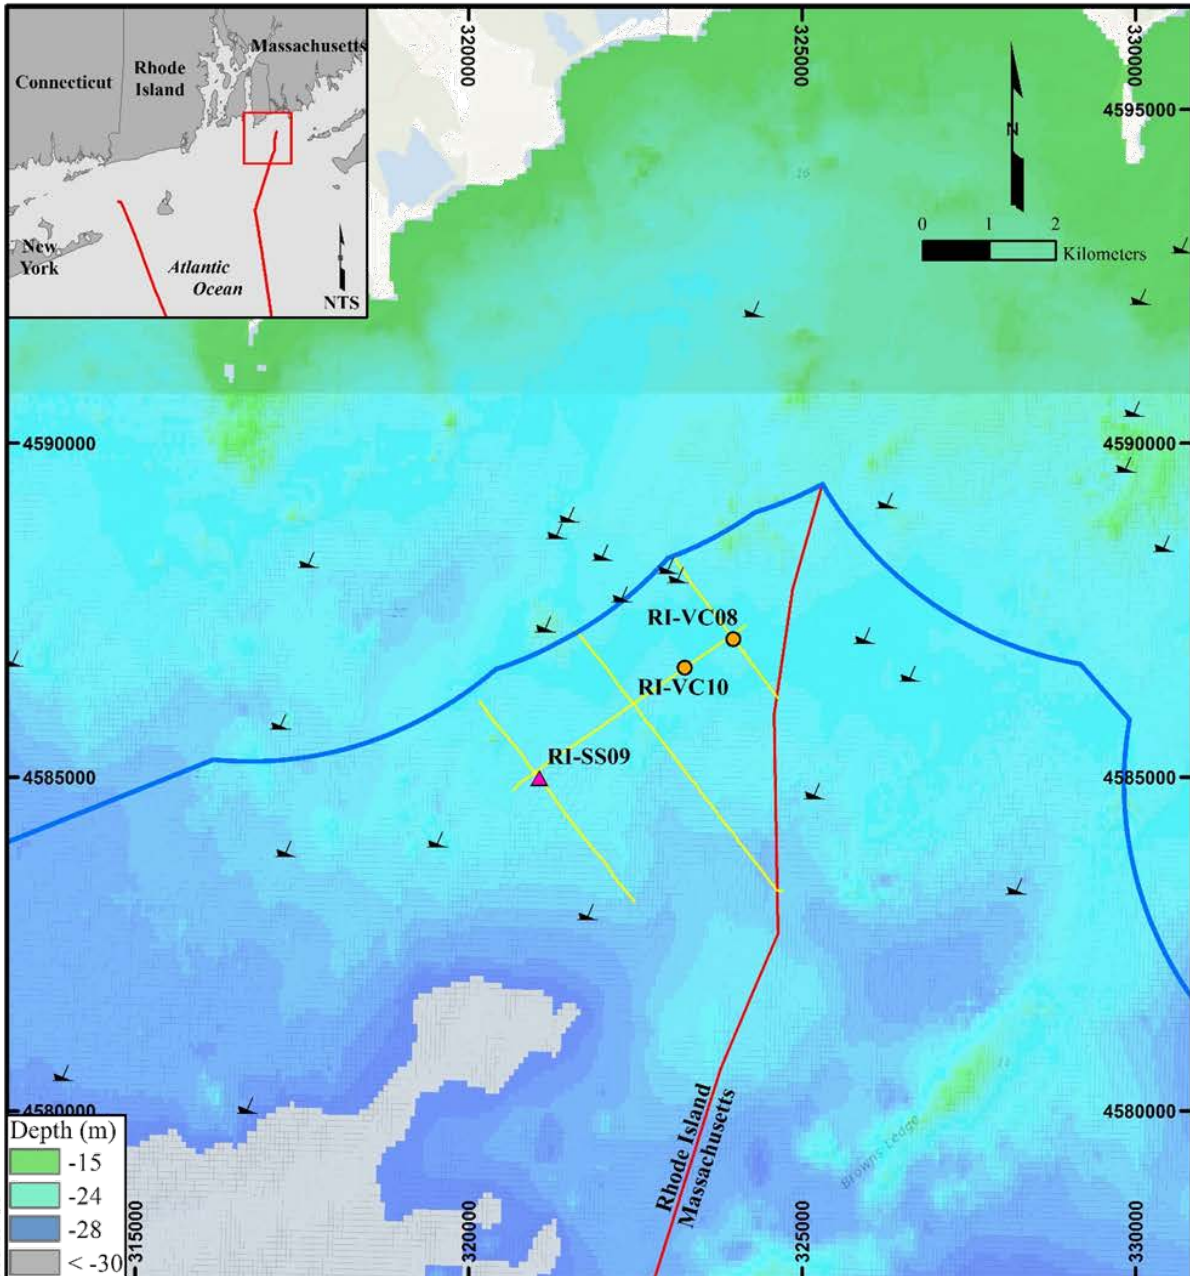 Massachusetts
Connecticut
Rhode
Island
New
York
Atlantic
Ocean
N
NTS
320000
325000
330000
4595000
N
16
0 1 2
Kilometers
4590000
4590000
RI-VC08
RI-VC10
RI-SS09
4585000
4585000
4580000
4580000
Rhode Island
Massachusetts
Browns Ledge
Depth (m)
-15
-24
-28
< -30
315000
320000
325000
330000